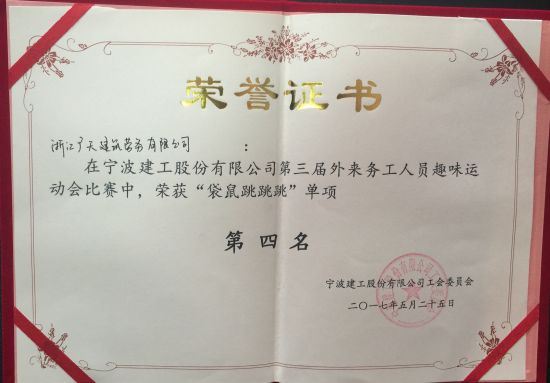 荣誉证书
浙江广天建筑劳务有限公司：
在宁波建工股份有限公司第三届外来务工人员趣味运
动会比赛中，荣获“袋鼠跳跳跳”单项
第四名
宁波建工股份有限公司工会委员会
二〇一七年五月二十五日